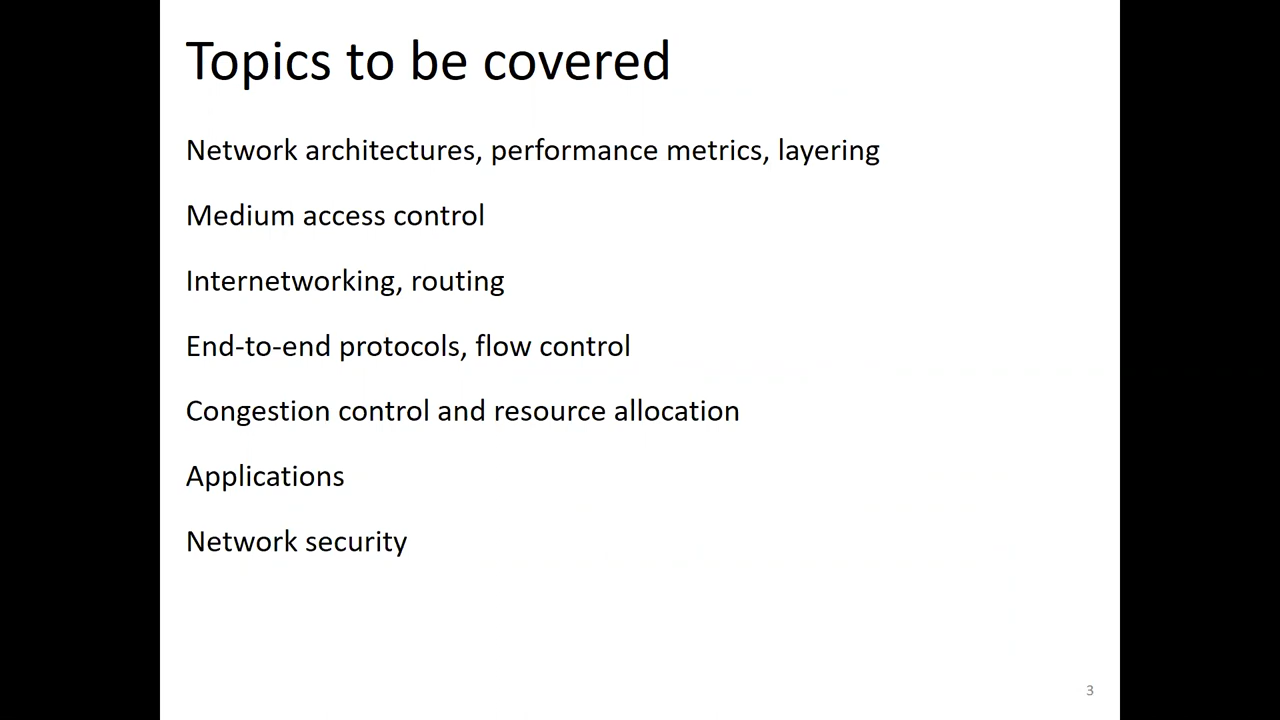 Topics to be covered
Network architectures, performance metrics, layering
Medium access control
Internetworking, routing
End-to-end protocols, flow control
Congestion control and resource allocation
Applications
Network security
3